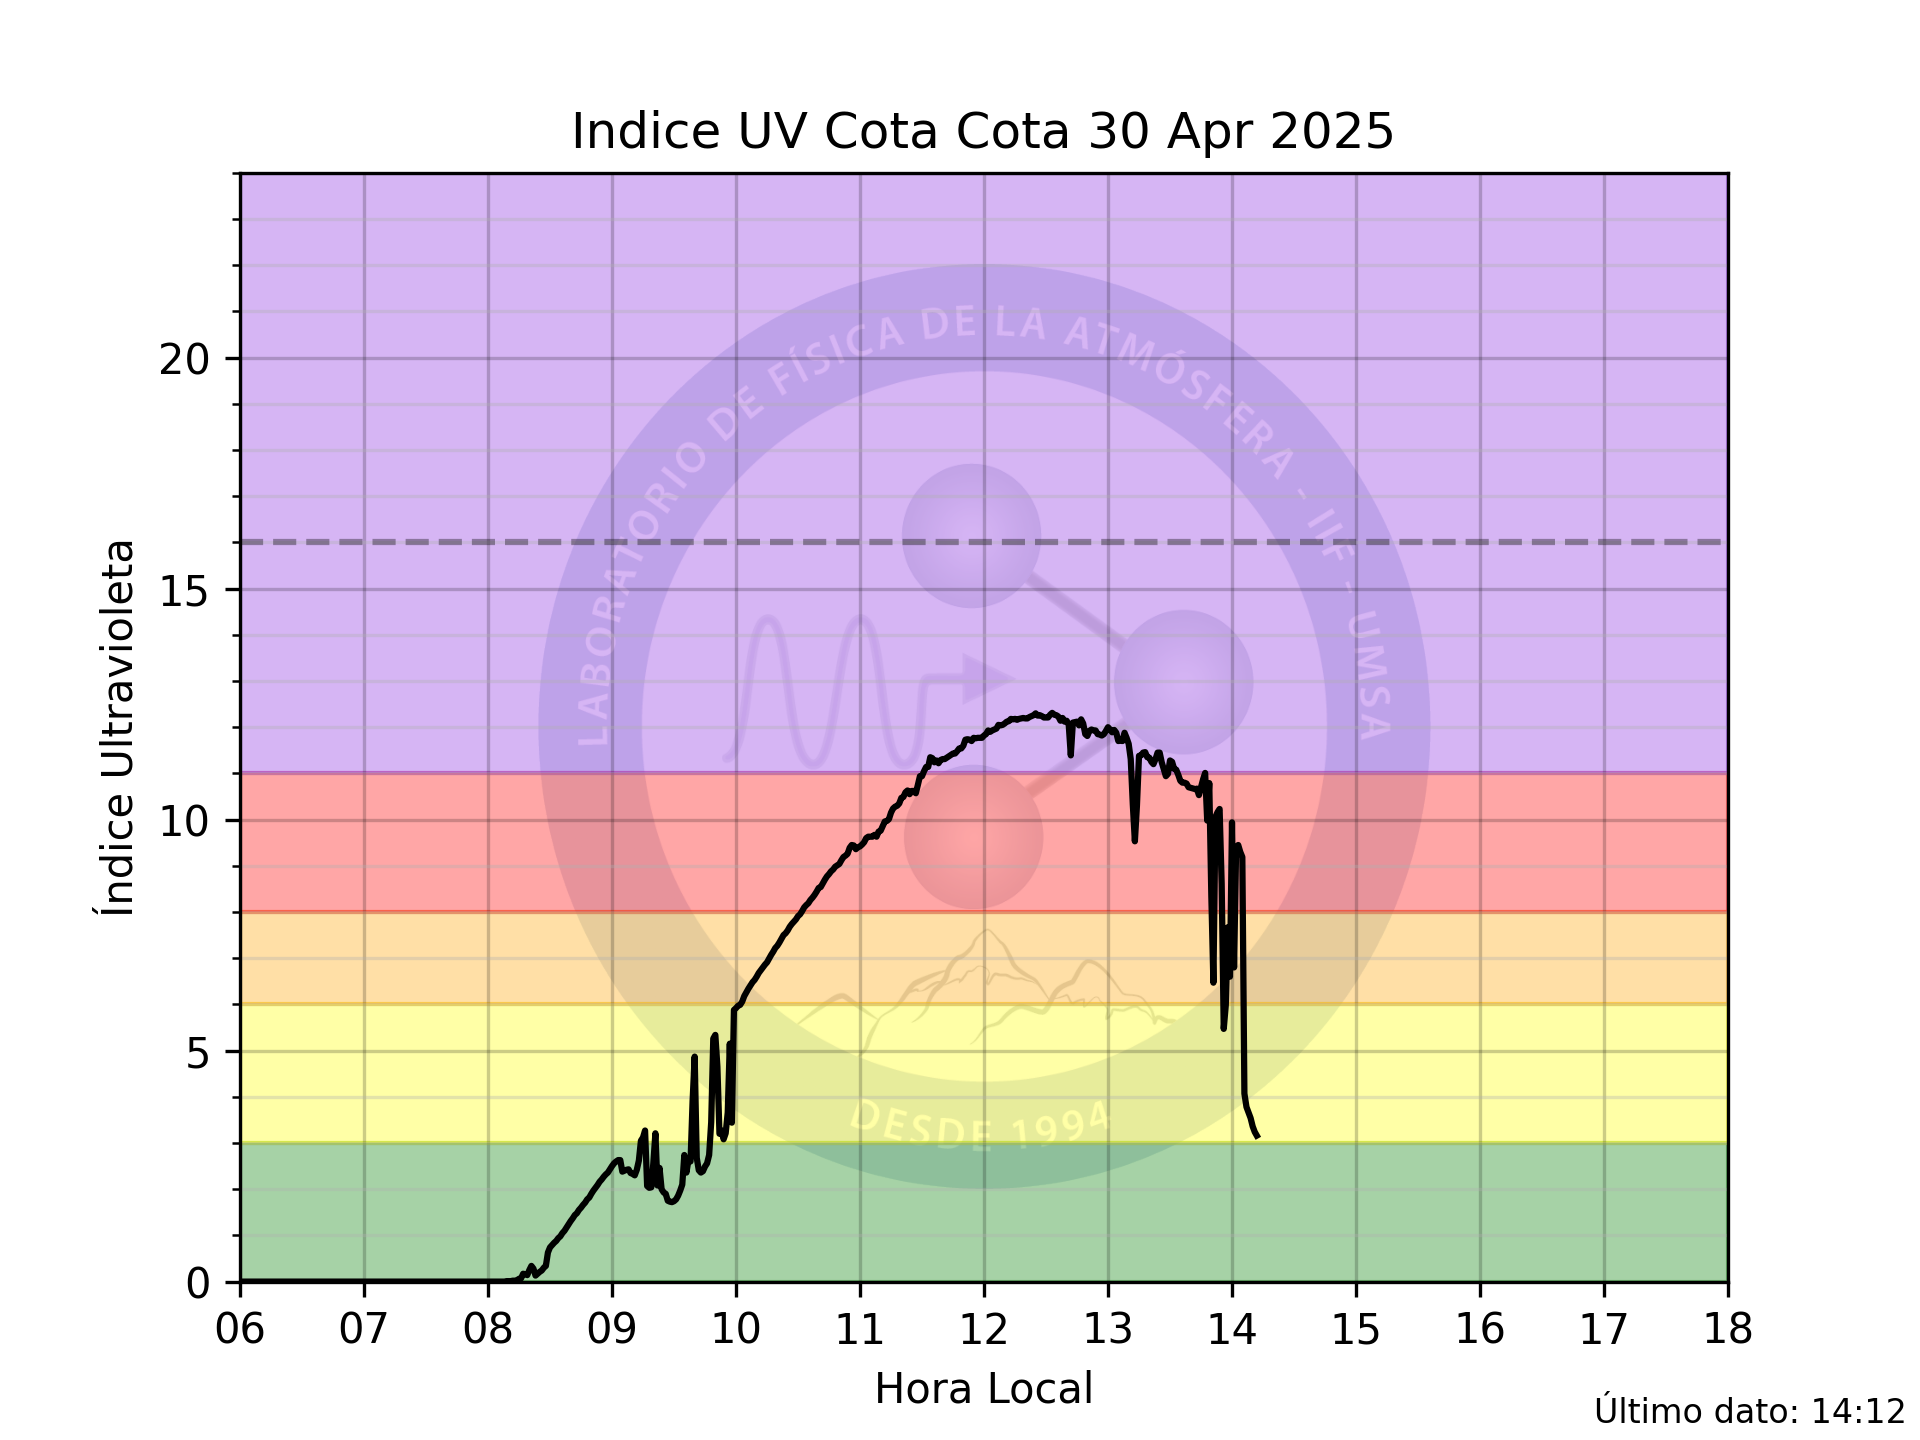 Indice UV Cota Cota 30 Apr 2025
LABORATORIO DE FÍSICA DE LA ATMÓSFERA - IIF - UMSA
DESDE 1994
Índice Ultravioleta
20
15
10
5
0
06 07 08 09 10 11 12 13 14 15 16 17 18
Hora Local
Último dato: 14:12